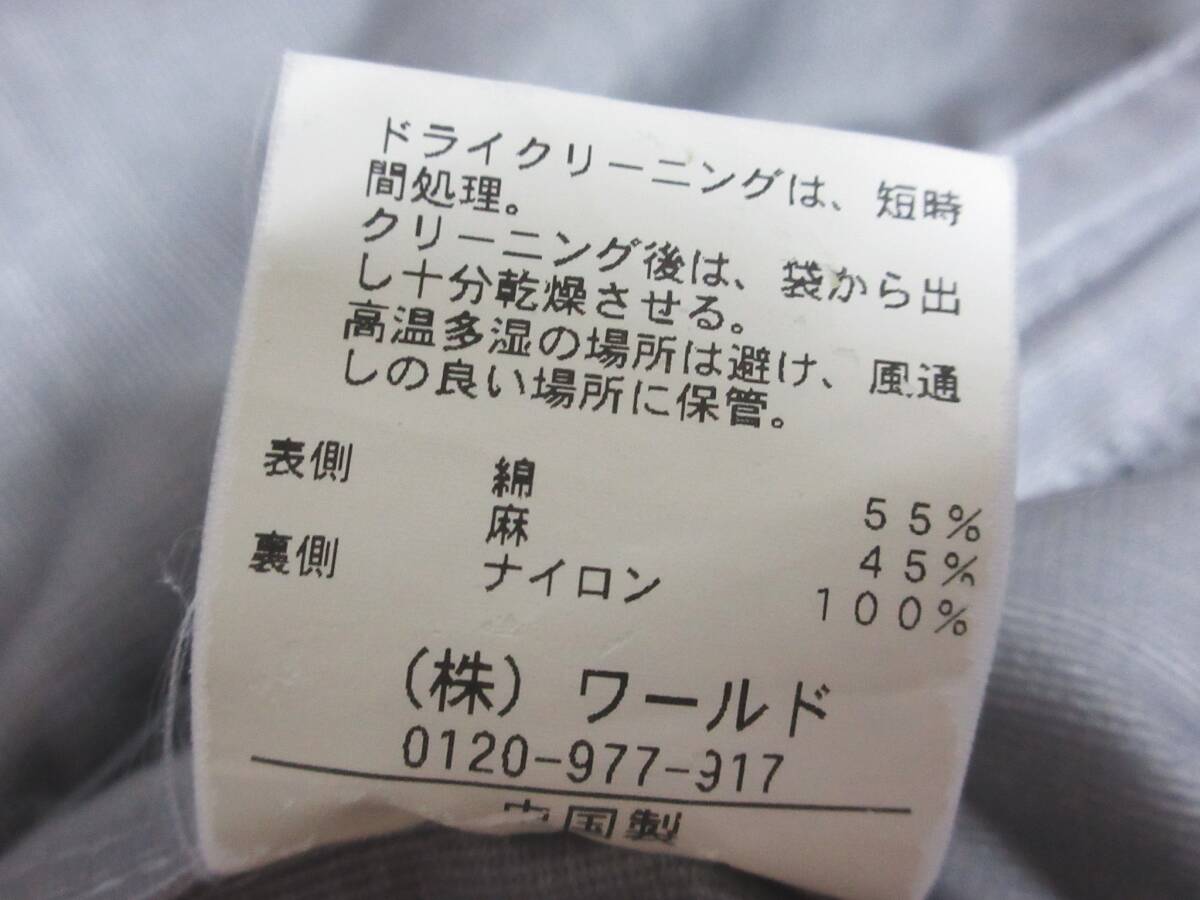 ドライクリーニングは、短時
間処理。
クリーニング後は、袋から出
し十分乾燥させる。
高温多湿の場所は避け、風通
しの良い場所に保管。
表側 綿 55%
麻 45%
裏側 ナイロン 100%
(株) ワールド
0120-977-917
中国製